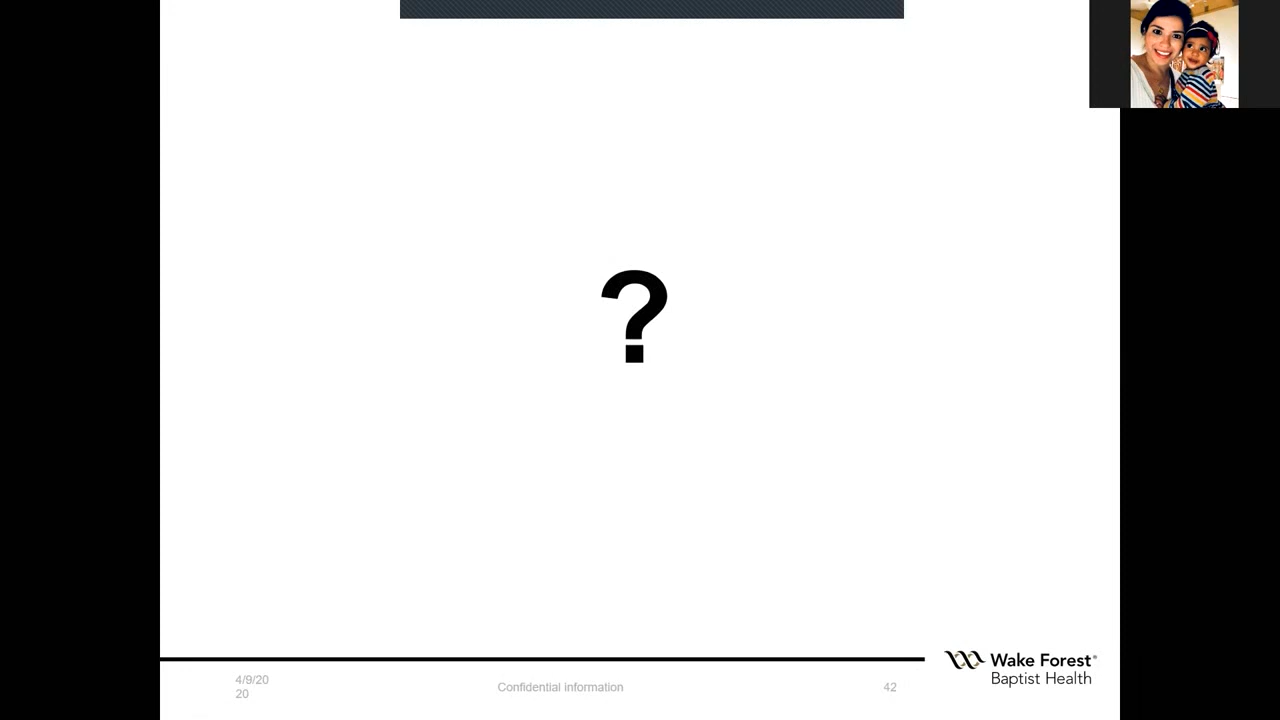 ?
4/9/20
20
Confidential information
42
Wake Forest®
Baptist Health